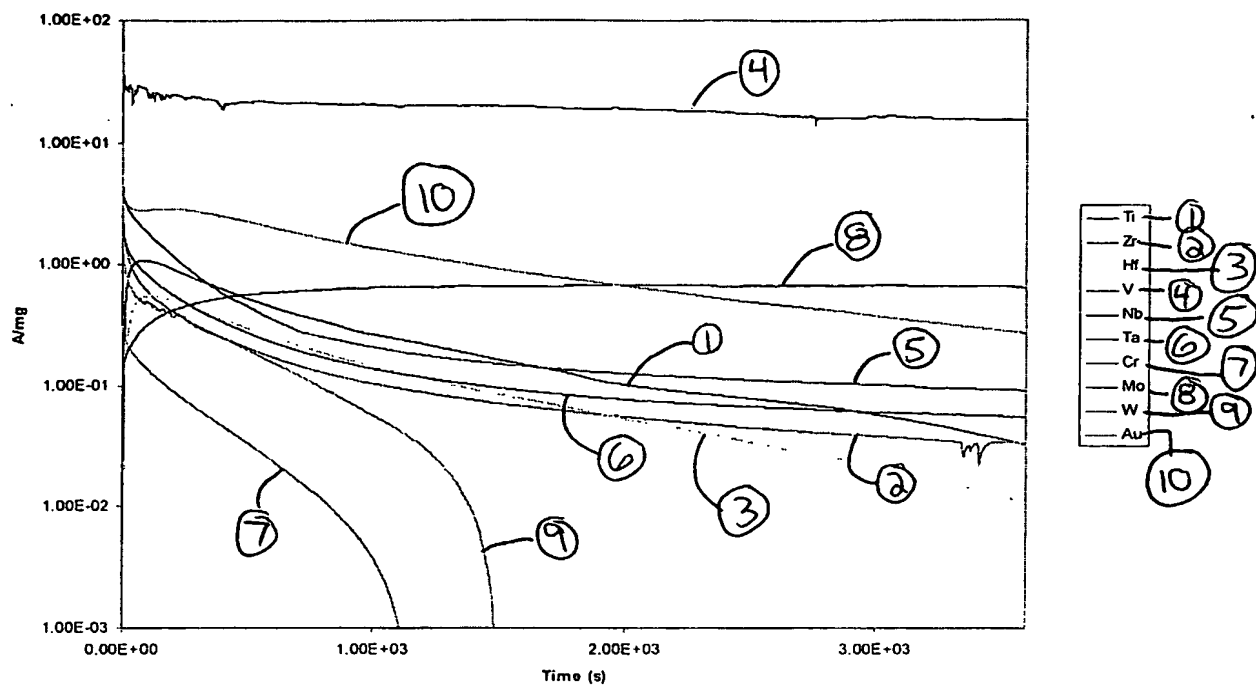 1.00E+02
1.00E+01
1.00E+00
1.00E-01
1.00E-02
1.00E-03
A/mg
0.00E+00 1.00E+03 2.00E+03 3.00E+03
Time (s)
4
10
8
1
5
6
2
3
7
9
Ti 1
Zr 2
Hf 3
V 4
Nb 5
Ta 6
Cr 7
Mo 8
W 9
Au 10